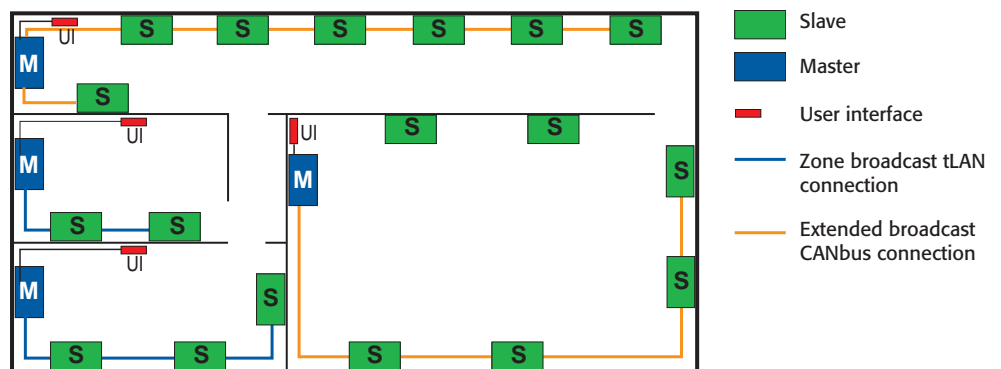 UI
S S S S S S
M
S
UI
M
S S
UI
M
S
S S
UI
M
S S
S
S
S S
Slave
Master
User interface
Zone broadcast tLAN
connection
Extended broadcast
CANbus connection